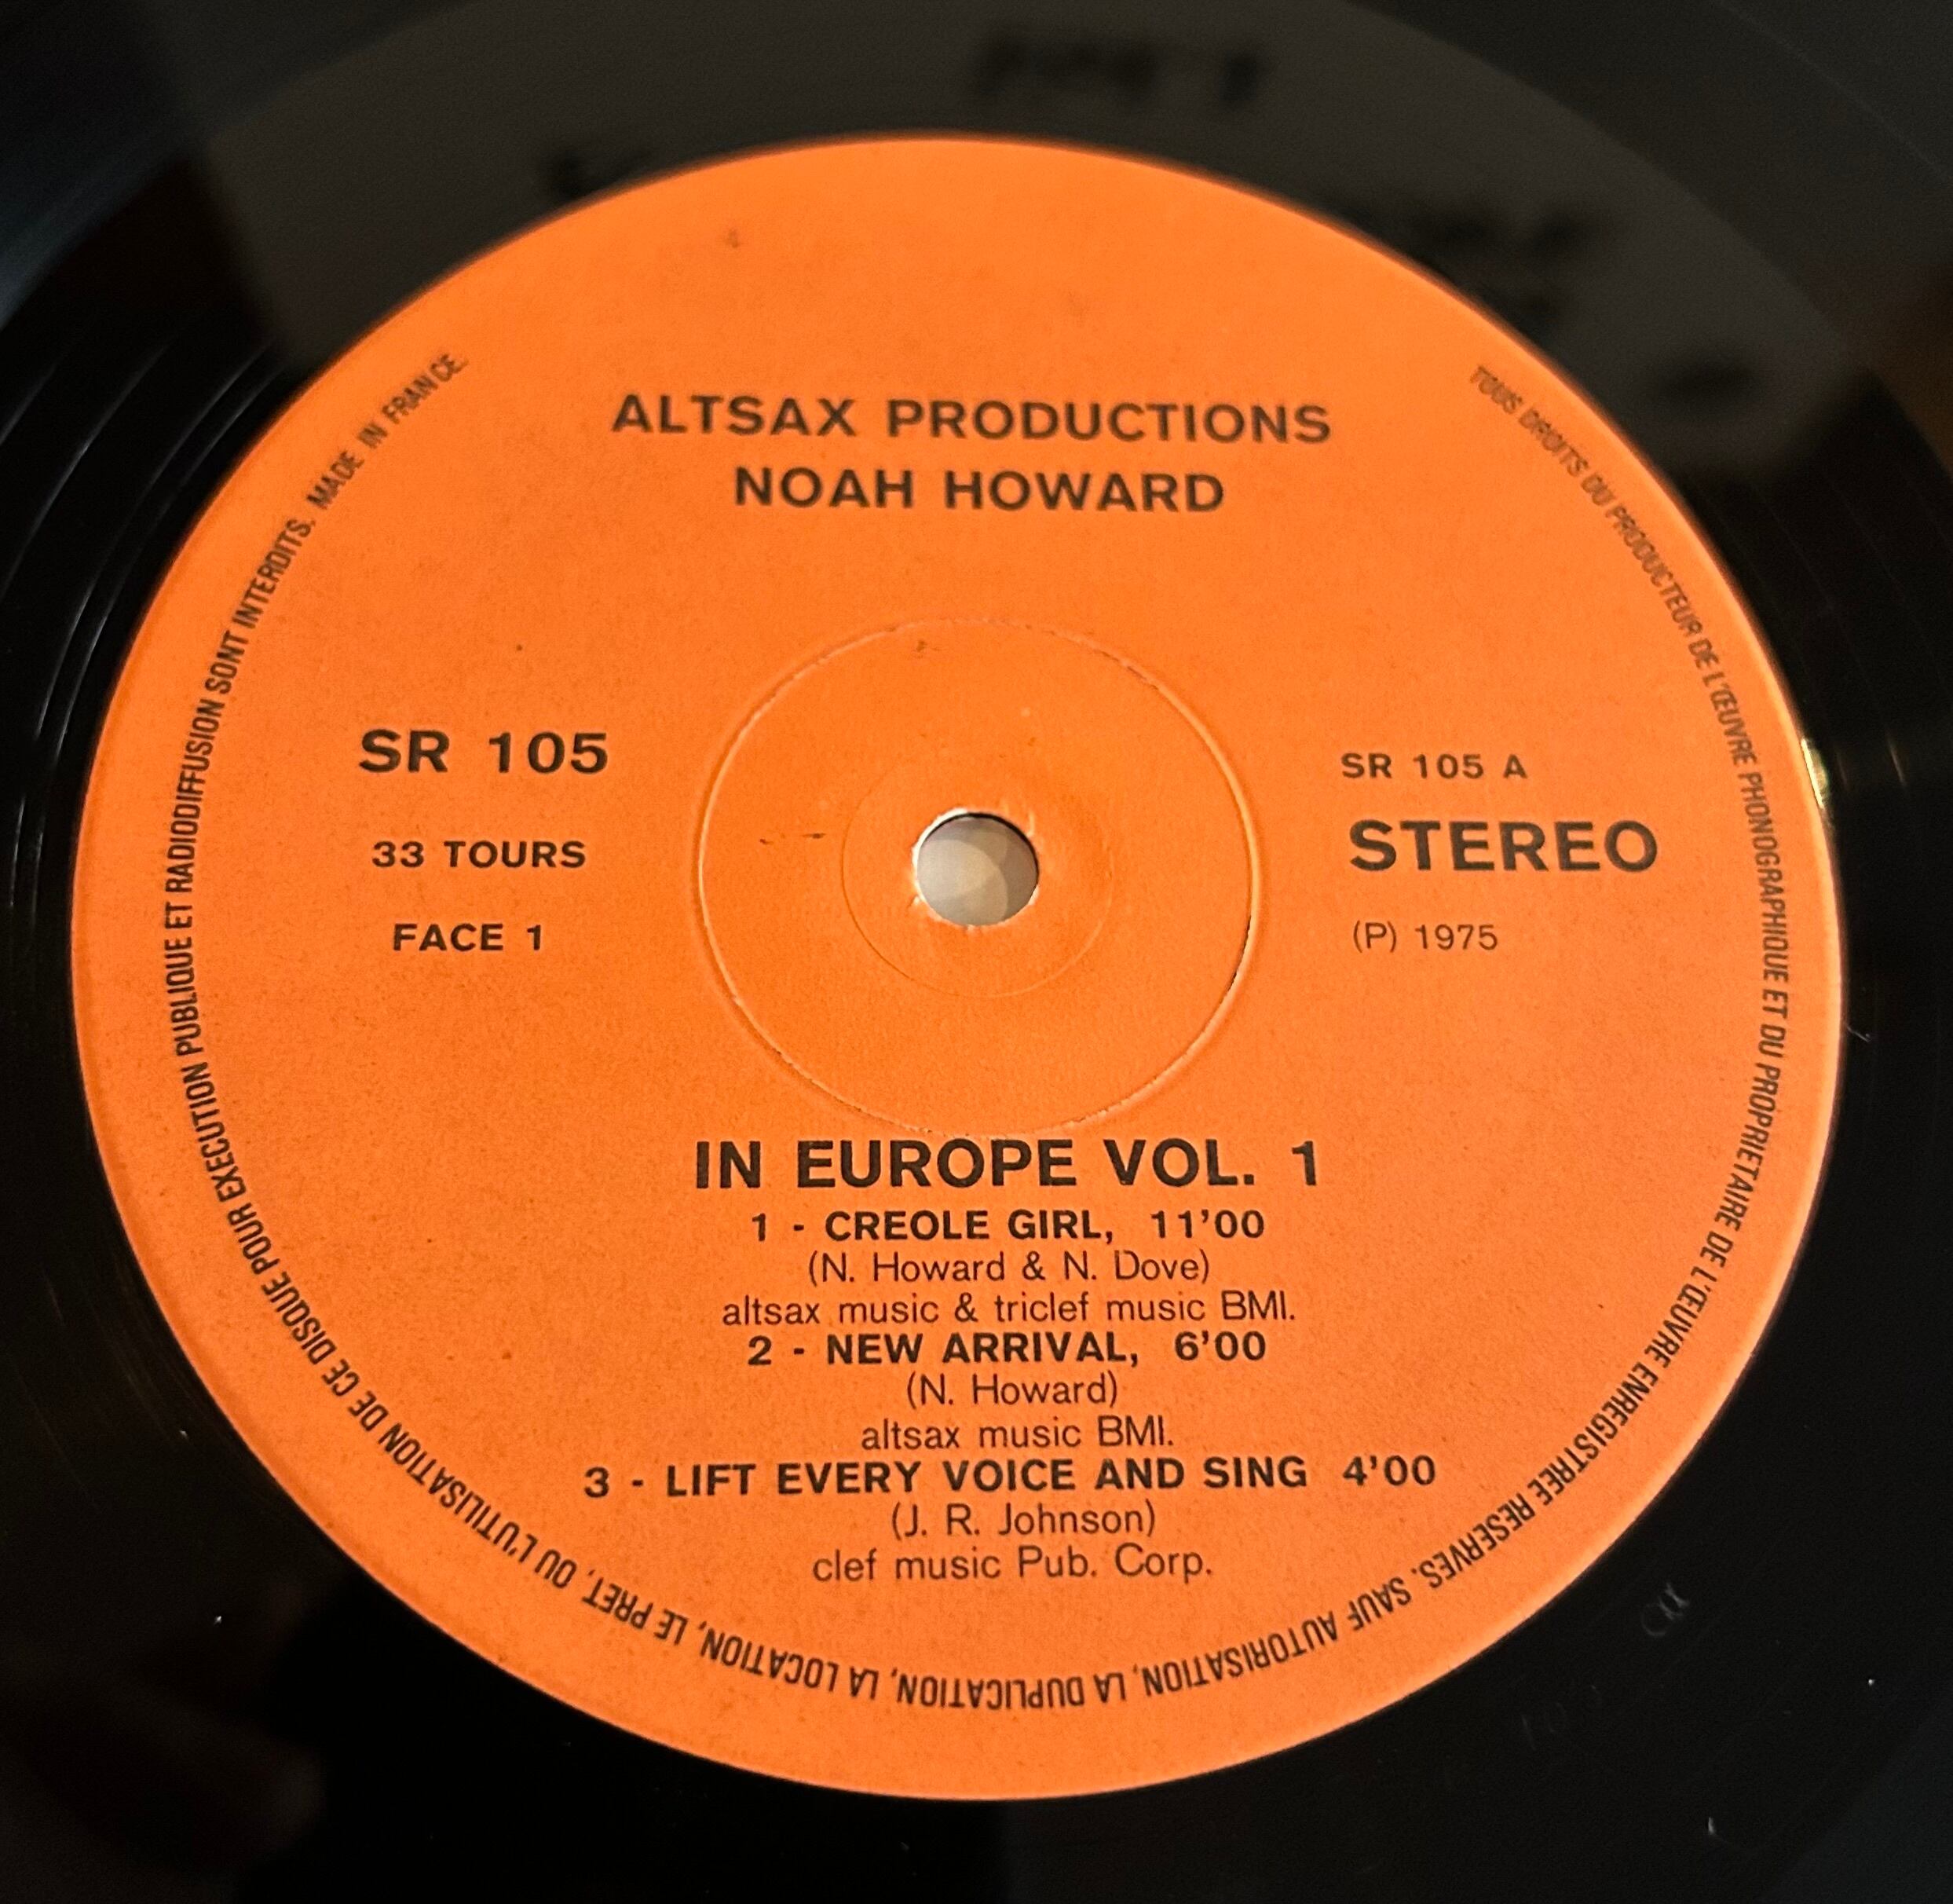 ALTSAX PRODUCTIONS
NOAH HOWARD
SR 105
33 TOURS
FACE 1
SR 105 A
STEREO
(P) 1975
IN EUROPE VOL. 1
1 - CREOLE GIRL, 11'00
(N. Howard & N. Dove)
altsax music & triclef music BMI.
2 - NEW ARRIVAL, 6'00
(N. Howard)
altsax music BMI.
3 - LIFT EVERY VOICE AND SING 4'00
(J. R. Johnson)
clef music Pub. Corp.
TOUS DROITS DU PRODUCTEUR DE L'ŒUVRE PHONOGRAPHIQUE ET DU PROPRIETAIRE DE L'ŒUVRE ENREGISTREE RESERVES. SAUF AUTORISATION, LA DUPLICATION, LA LOCATION, LE PRET, OU L'UTILISATION DE CE DISQUE POUR EXECUTION PUBLIQUE ET RADIODIFFUSION SONT INTERDITS. MADE IN FRANCE.